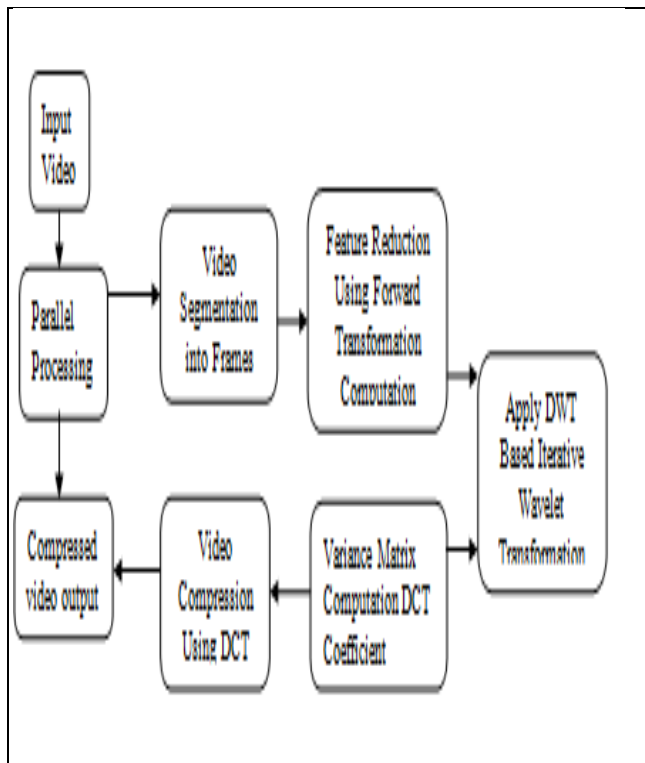 Input
Video
Parallel
Processing
Video
Segmentation
into Frames
Feature Reduction
Using Forward
Transformation
Computation
Apply DWT
Based Iterative
Wavelet
Transformation
Variance Matrix
Computation DCT
Coefficient
Video
Compression
Using DCT
Compressed
video output